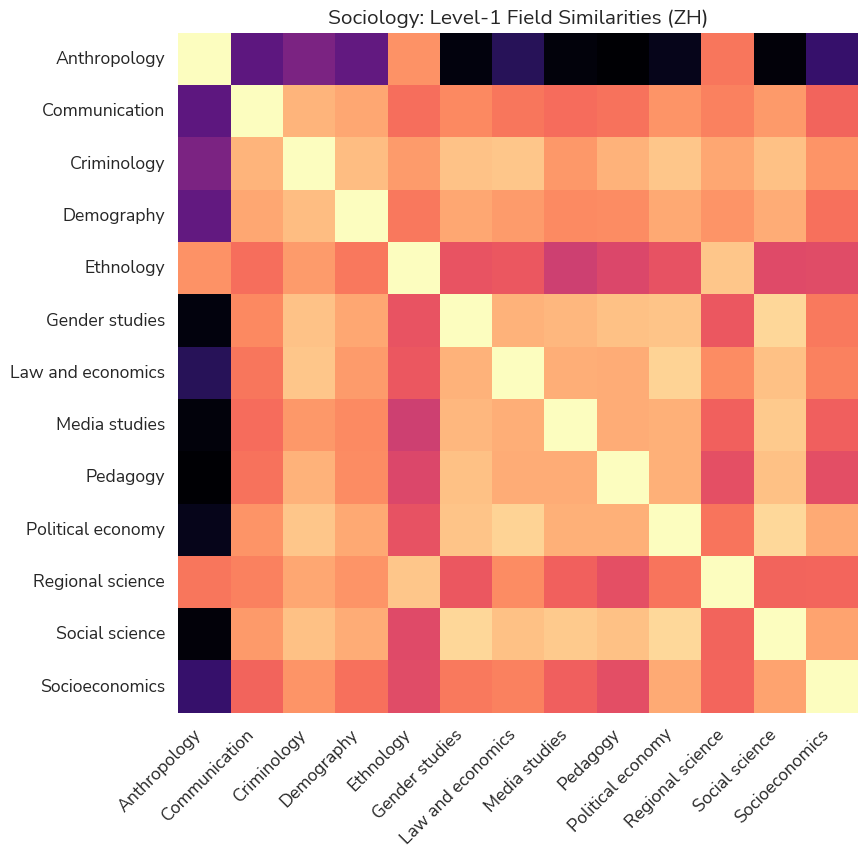 Sociology: Level-1 Field Similarities (ZH)
Anthropology
Communication
Criminology
Demography
Ethnology
Gender studies
Law and economics
Media studies
Pedagogy
Political economy
Regional science
Social science
Socioeconomics
Anthropology
Communication
Criminology
Demography
Ethnology
Gender studies
Law and economics
Media studies
Pedagogy
Political economy
Regional science
Social science
Socioeconomics